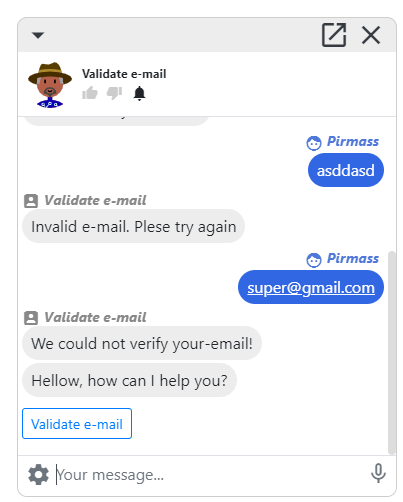 Validate e-mail
Pirmass
asddasd
Validate e-mail
Invalid e-mail. Plese try again
Pirmass
super@gmail.com
Validate e-mail
We could not verify your-email!
Hellow, how can I help you?
Validate e-mail
Your message...